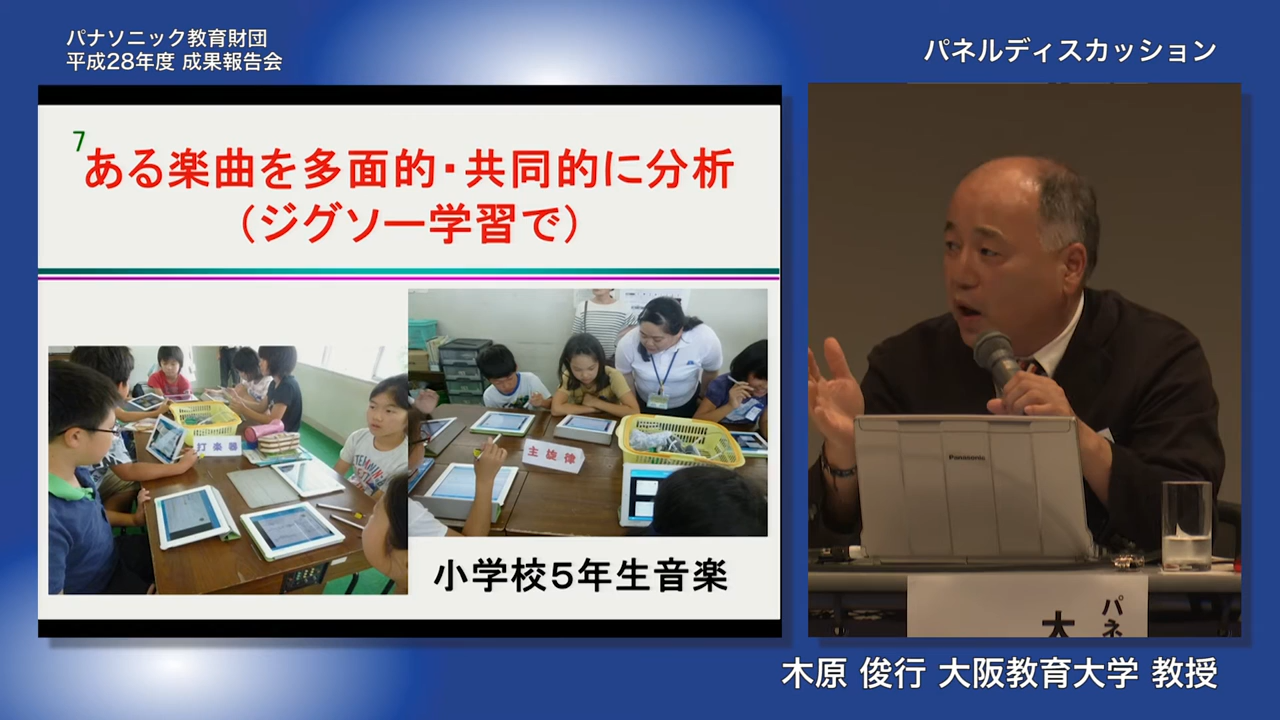 パナソニック教育財団
平成28年度 成果報告会
パネルディスカッション
7
ある楽曲を多面的・共同的に分析
（ジグソー学習で）
打楽器
主旋律
小学校5年生音楽
Panasonic
パネ
大
木原 俊行 大阪教育大学 教授